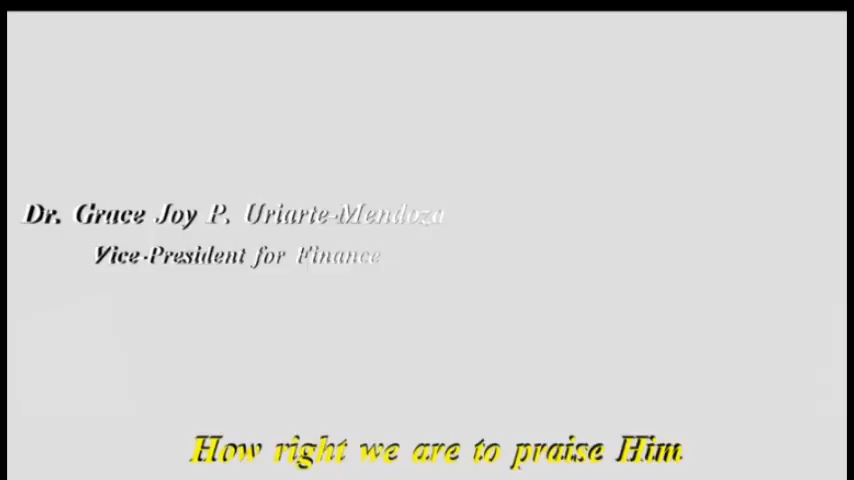 Dr. Grace Joy P. Uriarte-Mendoza
Vice-President for Finance
How right we are to praise Him